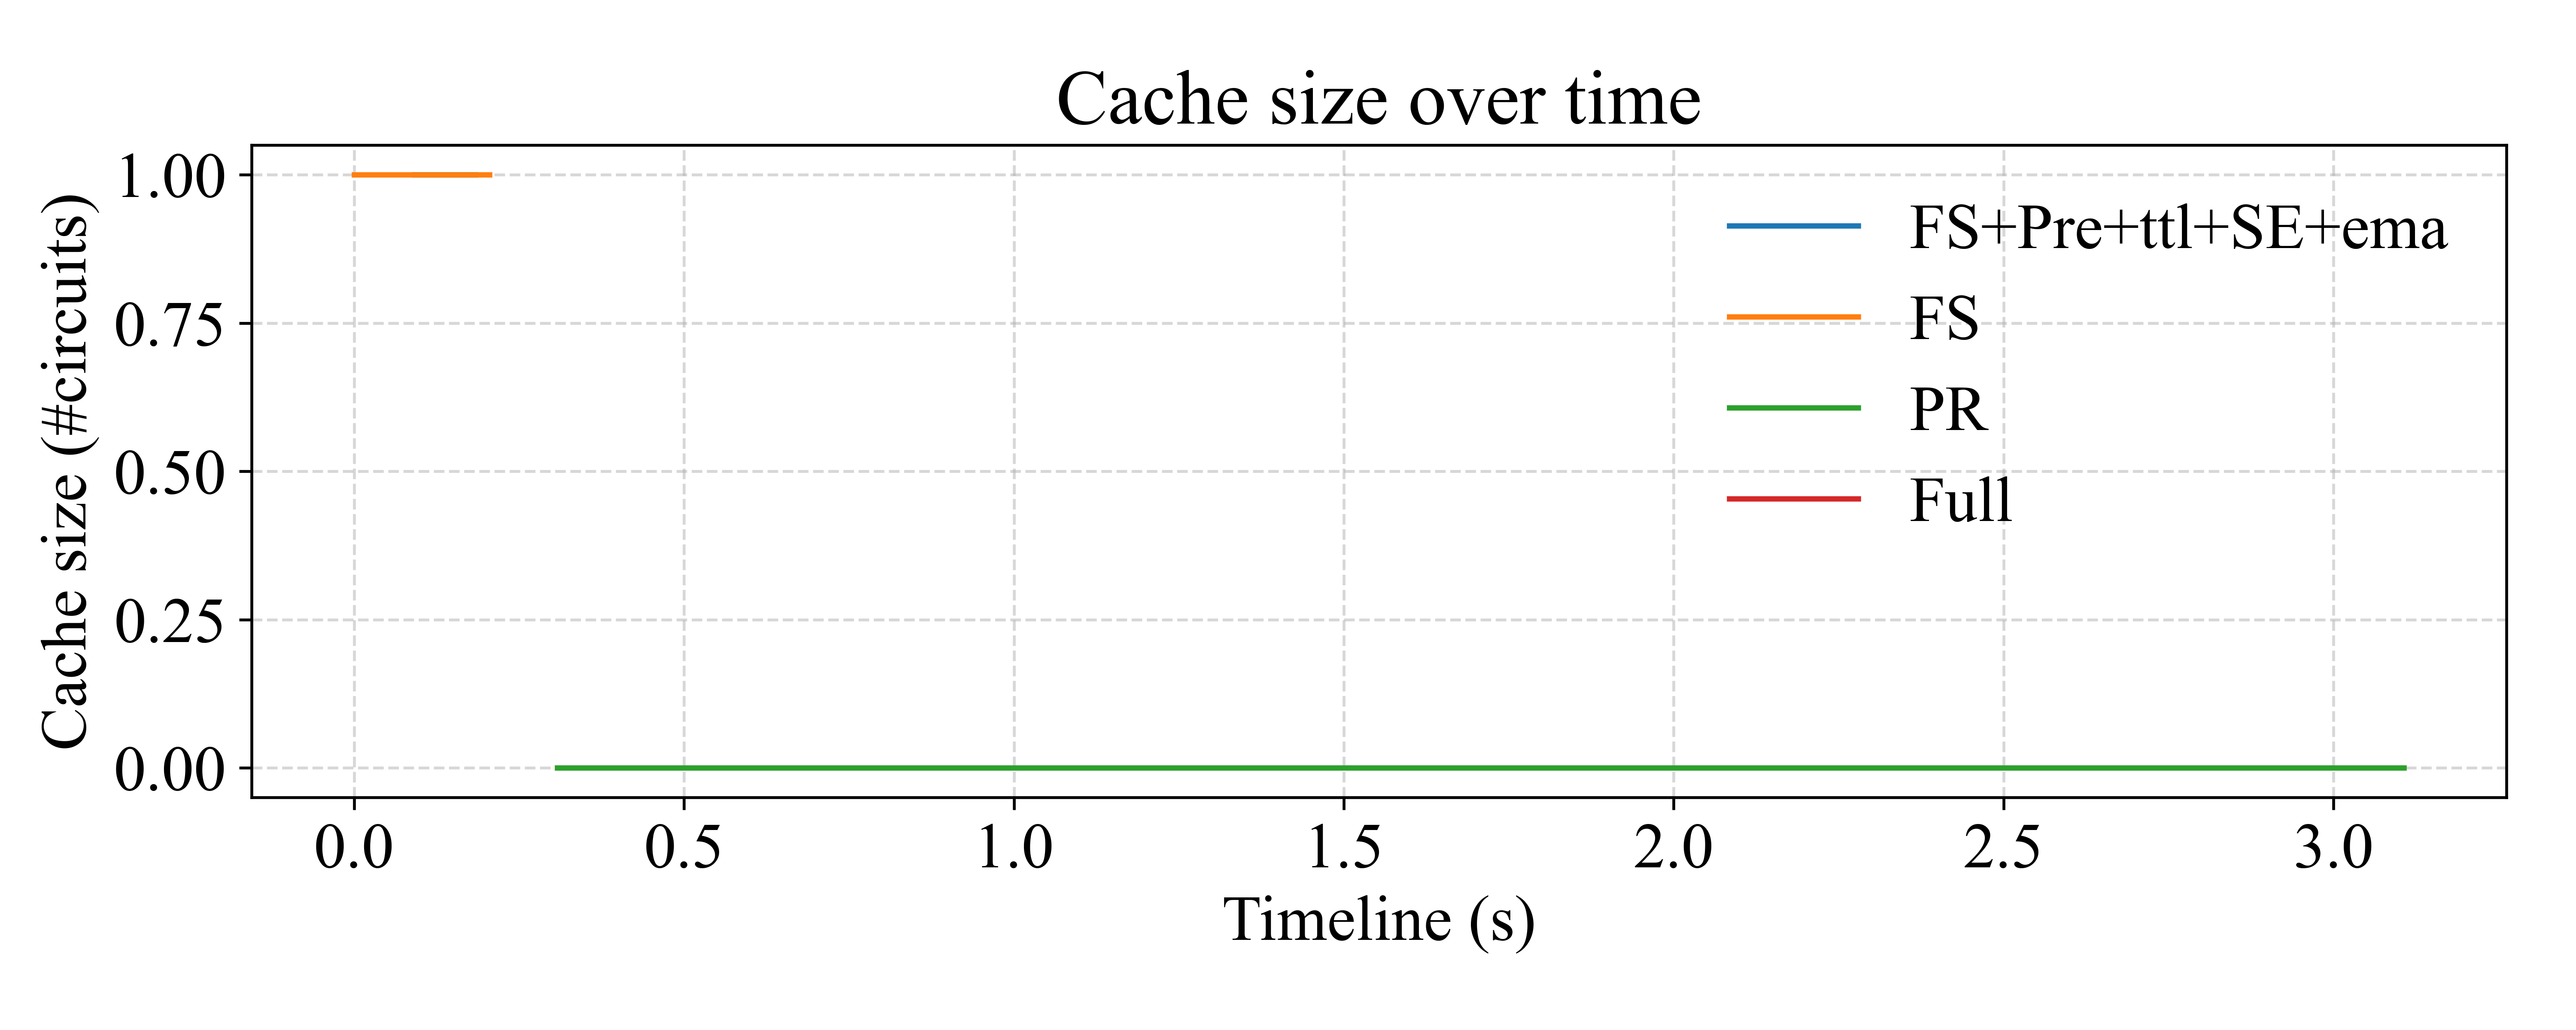 Cache size over time
Cache size (#circuits)
1.00
0.75
0.50
0.25
0.00
FS+Pre+ttl+SE+ema
FS
PR
Full
0.0 0.5 1.0 1.5 2.0 2.5 3.0
Timeline (s)